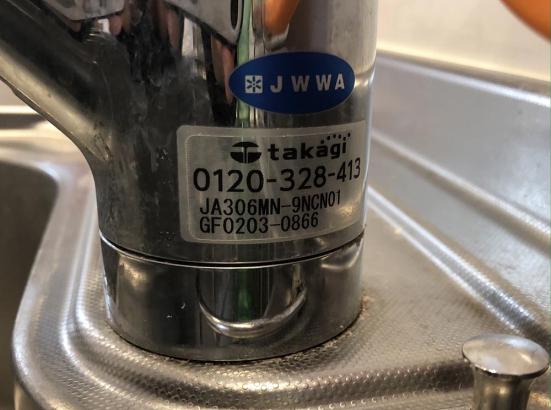 JWWA
takagi
0120-328-413
JA306MN-9NCN01
GF0203-0866